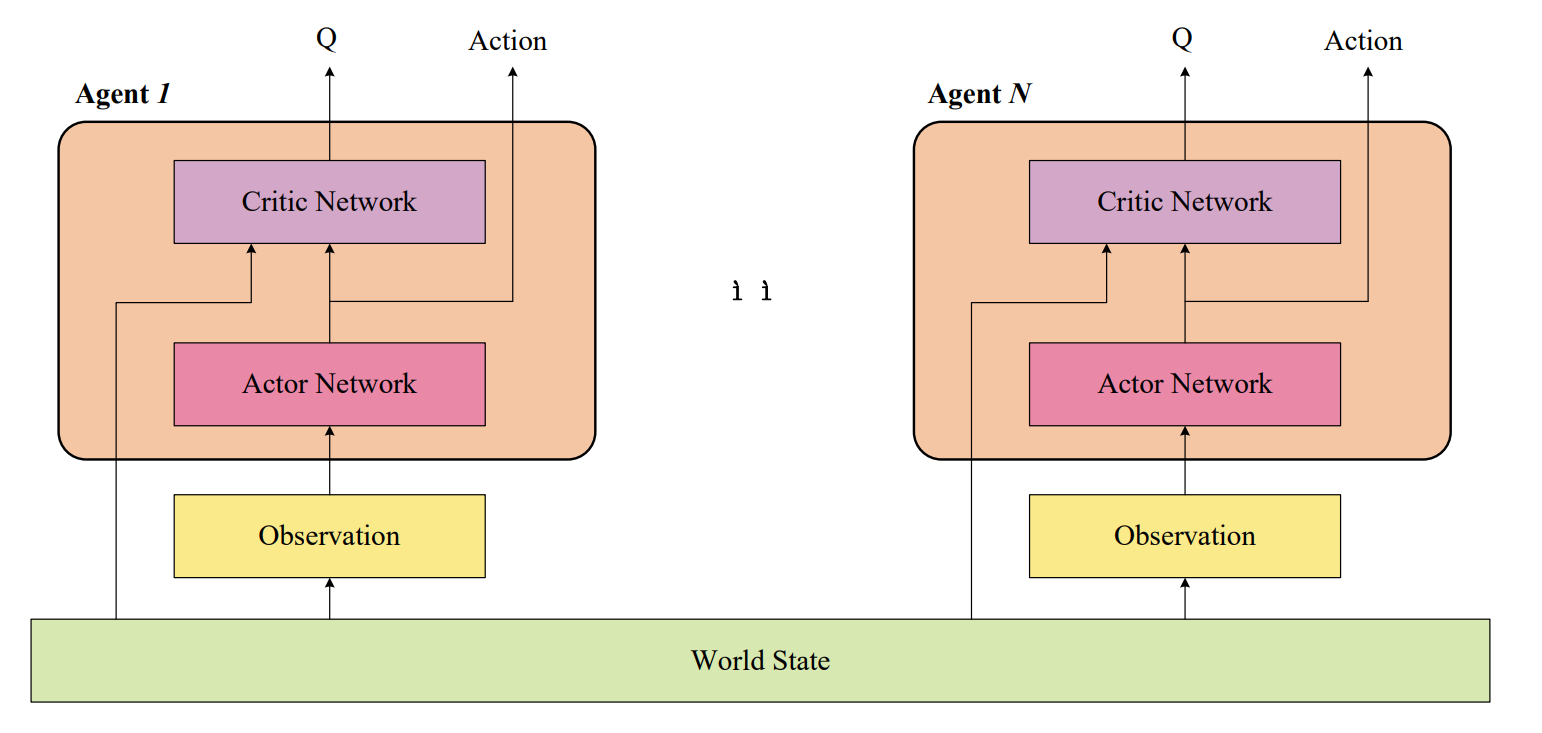 Q Action Q Action
Agent 1 Agent N
Critic Network Critic Network
ì ì
Actor Network Actor Network
Observation Observation
World State